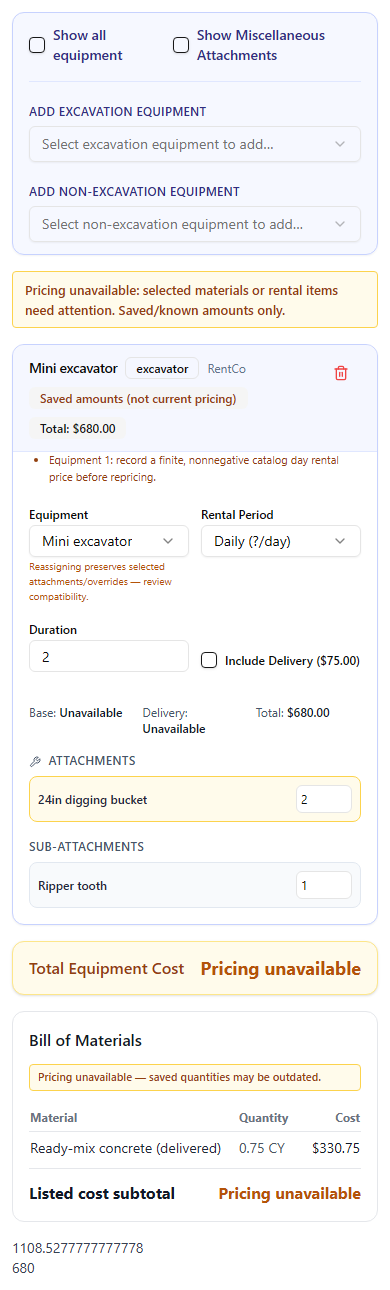 Show all
equipment
Show Miscellaneous
Attachments
ADD EXCAVATION EQUIPMENT
Select excavation equipment to add...
ADD NON-EXCAVATION EQUIPMENT
Select non-excavation equipment to add...
Pricing unavailable: selected materials or rental items
need attention. Saved/known amounts only.
Mini excavator excavator RentCo
Saved amounts (not current pricing)
Total: $680.00
• Equipment 1: record a finite, nonnegative catalog day rental
price before repricing.
Equipment
Mini excavator
Reassigning preserves selected
attachments/overrides — review
compatibility.
Rental Period
Daily (?/day)
Duration
2
Include Delivery ($75.00)
Base: Unavailable
Delivery:
Unavailable
Total: $680.00
ATTACHMENTS
24in digging bucket 2
SUB-ATTACHMENTS
Ripper tooth 1
Total Equipment Cost Pricing unavailable
Bill of Materials
Pricing unavailable — saved quantities may be outdated.
Material Quantity Cost
Ready-mix concrete (delivered) 0.75 CY $330.75
Listed cost subtotal Pricing unavailable
1108.5277777777778
680